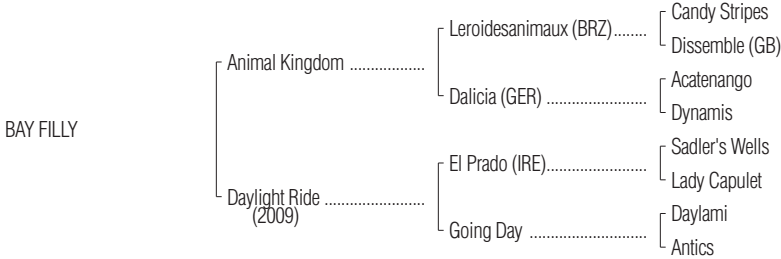 Candy Stripes
Leroidesanimaux (BRZ)........
Dissemble (GB)
Animal Kingdom ..................
Acatenango
Dalicia (GER) ........................
Dynamis
BAY FILLY
Sadler's Wells
El Prado (IRE)........................
Lady Capulet
Daylight Ride ........................
(2009)
Daylami
Going Day ............................
Antics